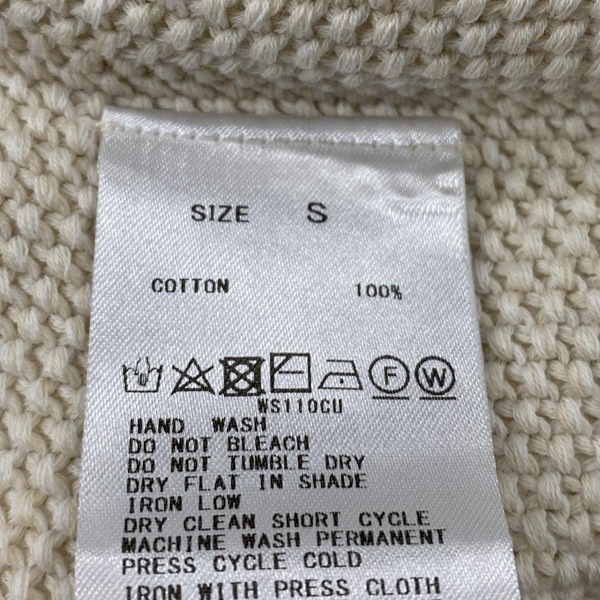 SIZE S
COTTON 100%
F W
WS110CU
HAND WASH
DO NOT BLEACH
DO NOT TUMBLE DRY
DRY FLAT IN SHADE
IRON LOW
DRY CLEAN SHORT CYCLE
MACHINE WASH PERMANENT
PRESS CYCLE COLD
IRON WITH PRESS CLOTH